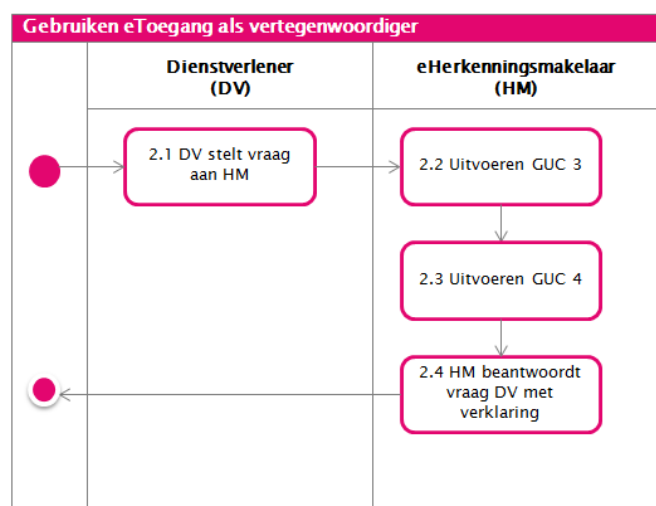 Gebruiken eToegang als vertegenwoordiger
Dienstverlener
(DV)
eHerkenningsmakelaar
(HM)
2.1 DV stelt vraag
aan HM
2.2 Uitvoeren GUC 3
2.3 Uitvoeren GUC 4
2.4 HM beantwoordt
vraag DV met
verklaring